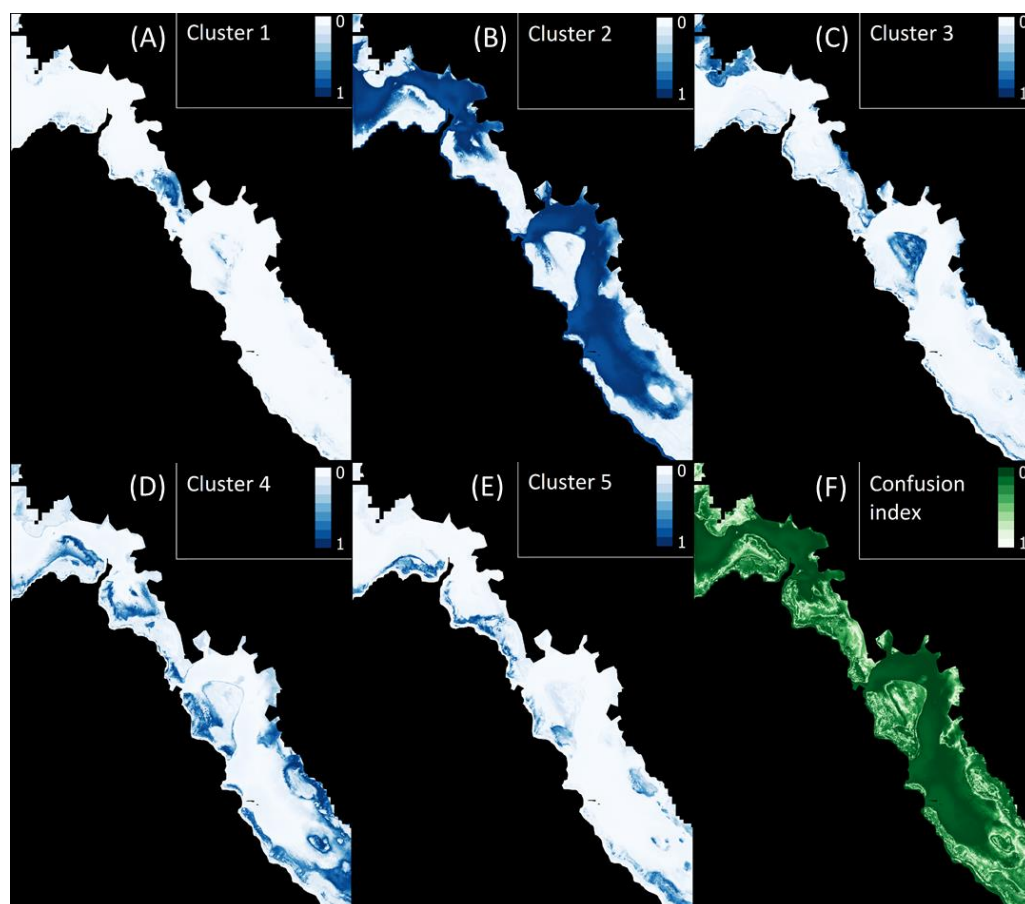 (A) Cluster 1 0
1
(B) Cluster 2 0
1
(C) Cluster 3 0
1
(D) Cluster 4 0
1
(E) Cluster 5 0
1
(F) Confusion 0
index
1